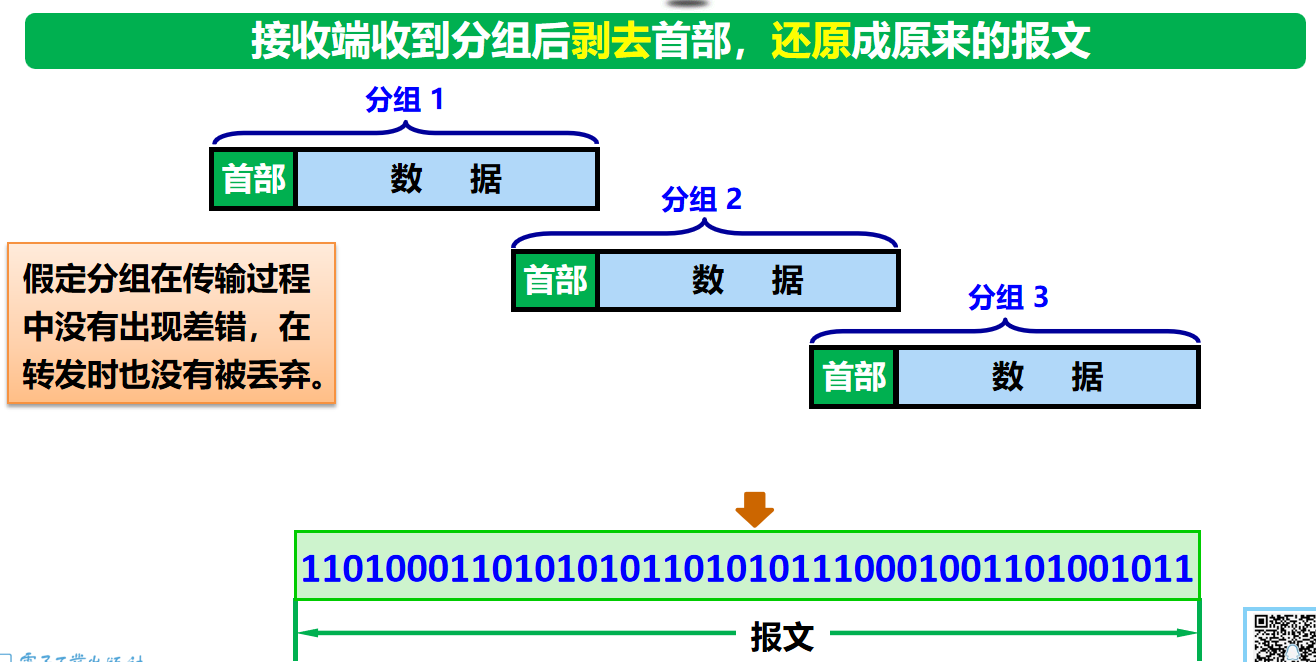 接收端收到分组后剥去首部，还原成原来的报文
分组 1
首部 数 据
分组 2
首部 数 据
假定分组在传输过程
中没有出现差错，在
转发时也没有被丢弃。
分组 3
首部 数 据
110100011010101011010101110001001101001011
报文